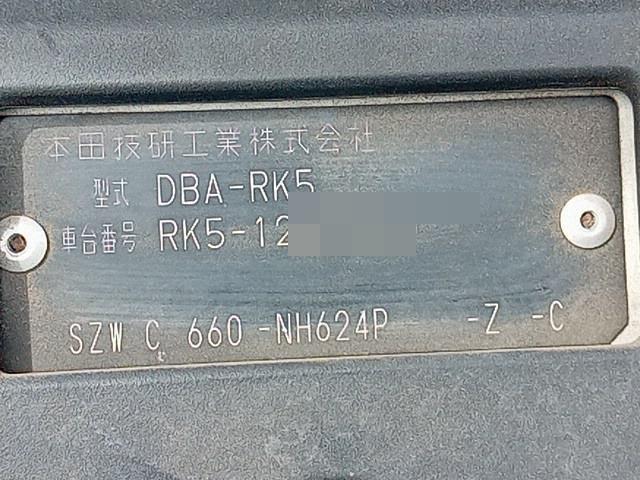 本田技研工業株式会社
型式 DBA-RK5
車台番号 RK5-12
SZW C 660 -NH624P -Z -C